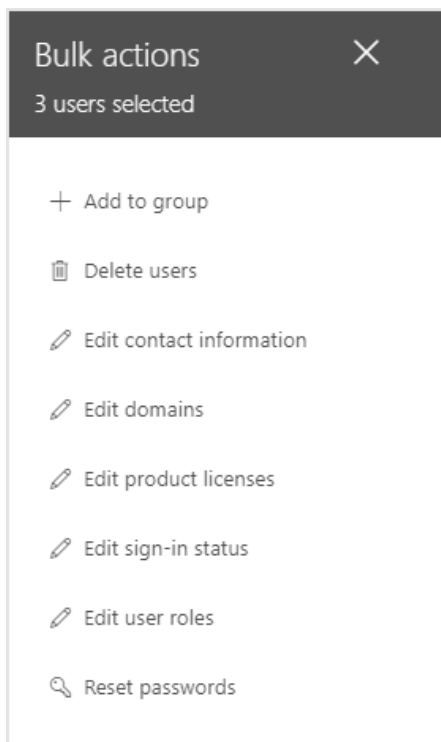 Bulk actions
3 users selected
Add to group
Delete users
Edit contact information
Edit domains
Edit product licenses
Edit sign-in status
Edit user roles
Reset passwords